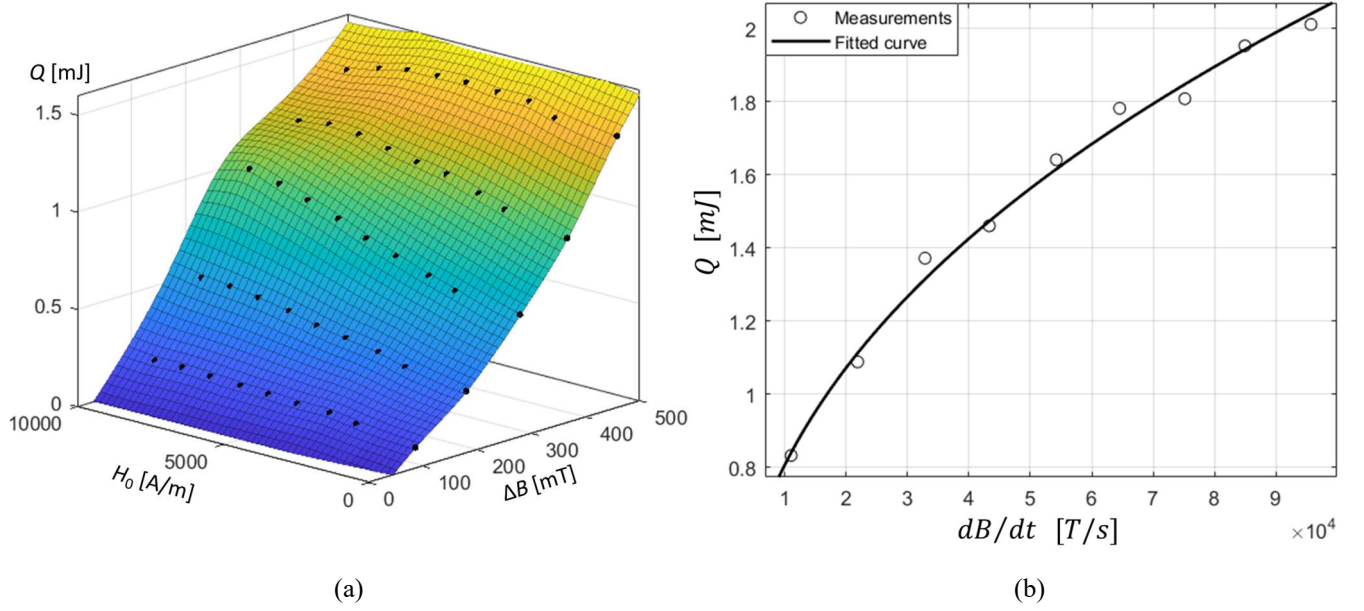 Q [mJ]
1.5
1
0.5
0
10000
5000
0
H₀ [A/m]
0
100
200
300
400
500
ΔB [mT]
(a)
Measurements
Fitted curve
2
1.8
1.6
1.4
1.2
1
0.8
Q [mJ]
1 2 3 4 5 6 7 8 9
×10⁴
dB/dt [T/s]
(b)